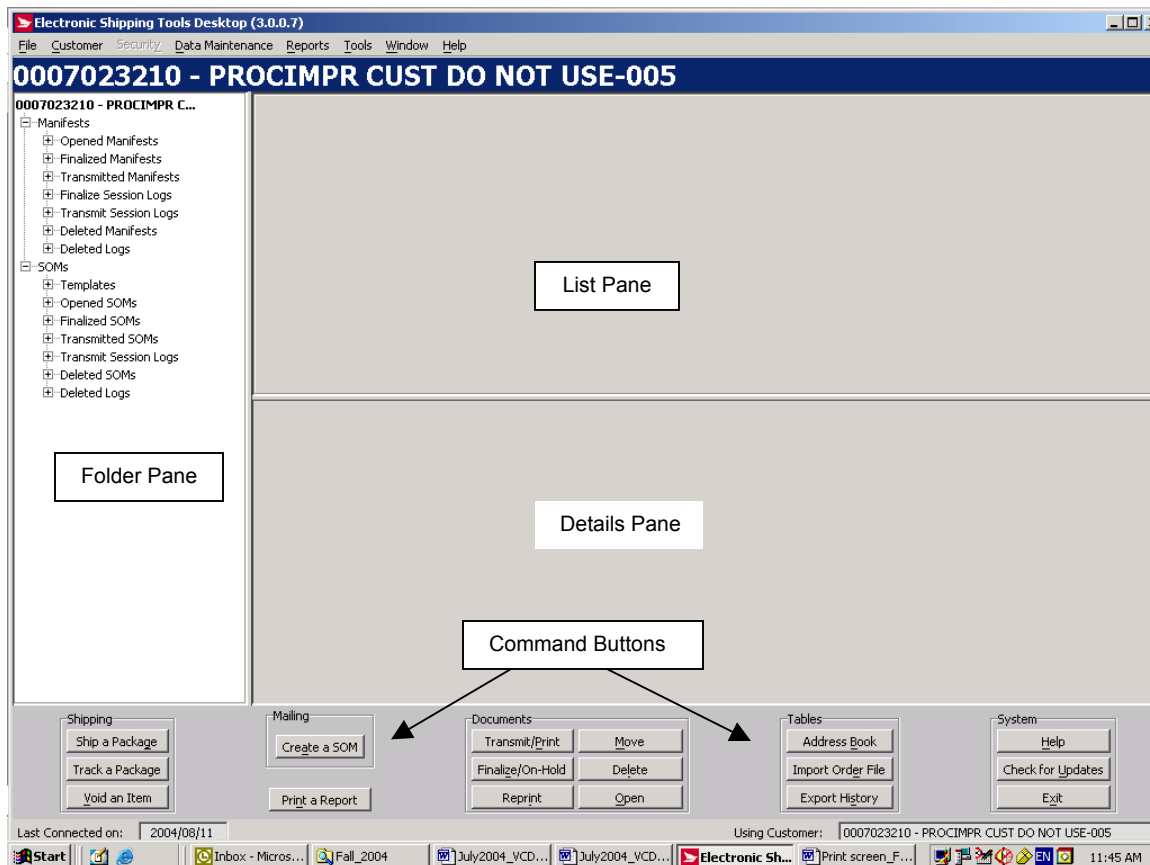 Electronic Shipping Tools Desktop (3.0.0.7)
File Customer Security Data Maintenance Reports Tools Window Help
0007023210 - PROCIMPR CUST DO NOT USE-005
0007023210 - PROCIMPR C...
Manifests
Opened Manifests
Finalized Manifests
Transmitted Manifests
Finalize Session Logs
Transmit Session Logs
Deleted Manifests
Deleted Logs
SOMs
Templates
Opened SOMs
Finalized SOMs
Transmitted SOMs
Transmit Session Logs
Deleted SOMs
Deleted Logs
List Pane
Folder Pane
Details Pane
Command Buttons
Shipping
Ship a Package
Track a Package
Void an Item
Mailing
Create a SOM
Print a Report
Documents
Transmit/Print Move
Finalize/On-Hold Delete
Reprint Open
Tables
Address Book
Import Order File
Export History
System
Help
Check for Updates
Exit
Last Connected on: 2004/08/11 Using Customer: 0007023210 - PROCIMPR CUST DO NOT USE-005
Start Inbox - Micros... Fall_2004 July2004_VCD... July2004_VCD... Electronic Sh... Print screen_F... EN 11:45 AM